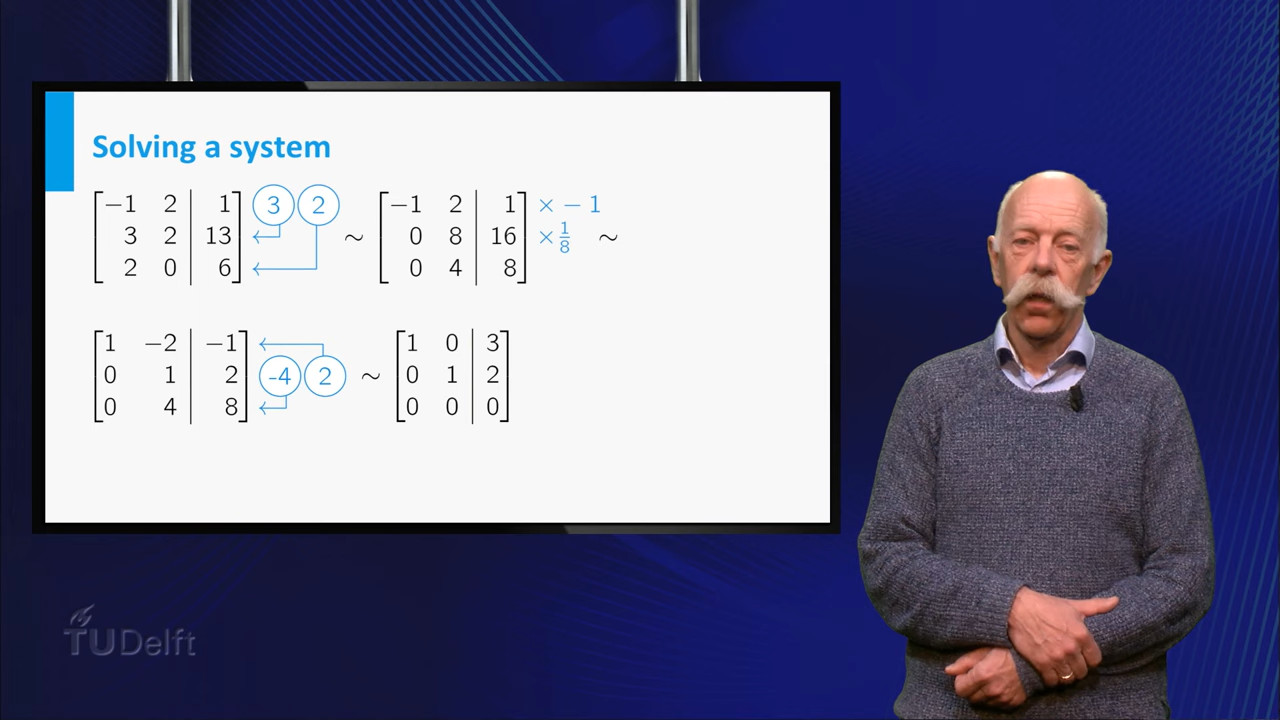 Solving a system
[−1 2 | 1] 3 2 [−1 2 | 1] × − 1
[3 2 | 13] ∼ [0 8 | 16] × 1/8 ∼
[2 0 | 6] [0 4 | 8]
[1 −2 | −1] [1 0 | 3]
[0 1 | 2] -4 2 ∼ [0 1 | 2]
[0 4 | 8] [0 0 | 0]
TUDelft